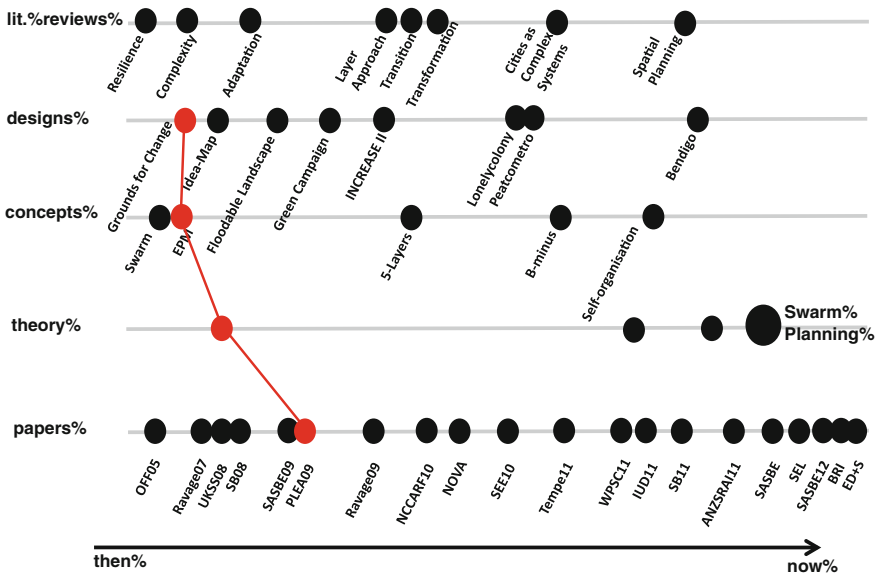 lit.%reviews%
Resilience
Complexity
Adaptation
Layer
Approach
Transition
Transformation
Cities as
Complex
Systems
Spatial
Planning
designs%
Grounds for Change
Idea-Map
Floodable Landscape
Green Campaign
INCREASE II
Lonelycolony
Peatcometro
Bendigo
concepts%
Swarm
EPM
5-Layers
B-minus
Self-organisation
theory%
Swarm%
Planning%
papers%
OFF05
Ravage07
UKSS08
SB08
SASBE09
PLEA09
Ravage09
NCCARF10
NOVA
SEE10
Tempe11
WPSC11
IUD11
SB11
ANZSRAI11
SASBE
SEL
SASBE12
BRI
ED+S
then%
now%